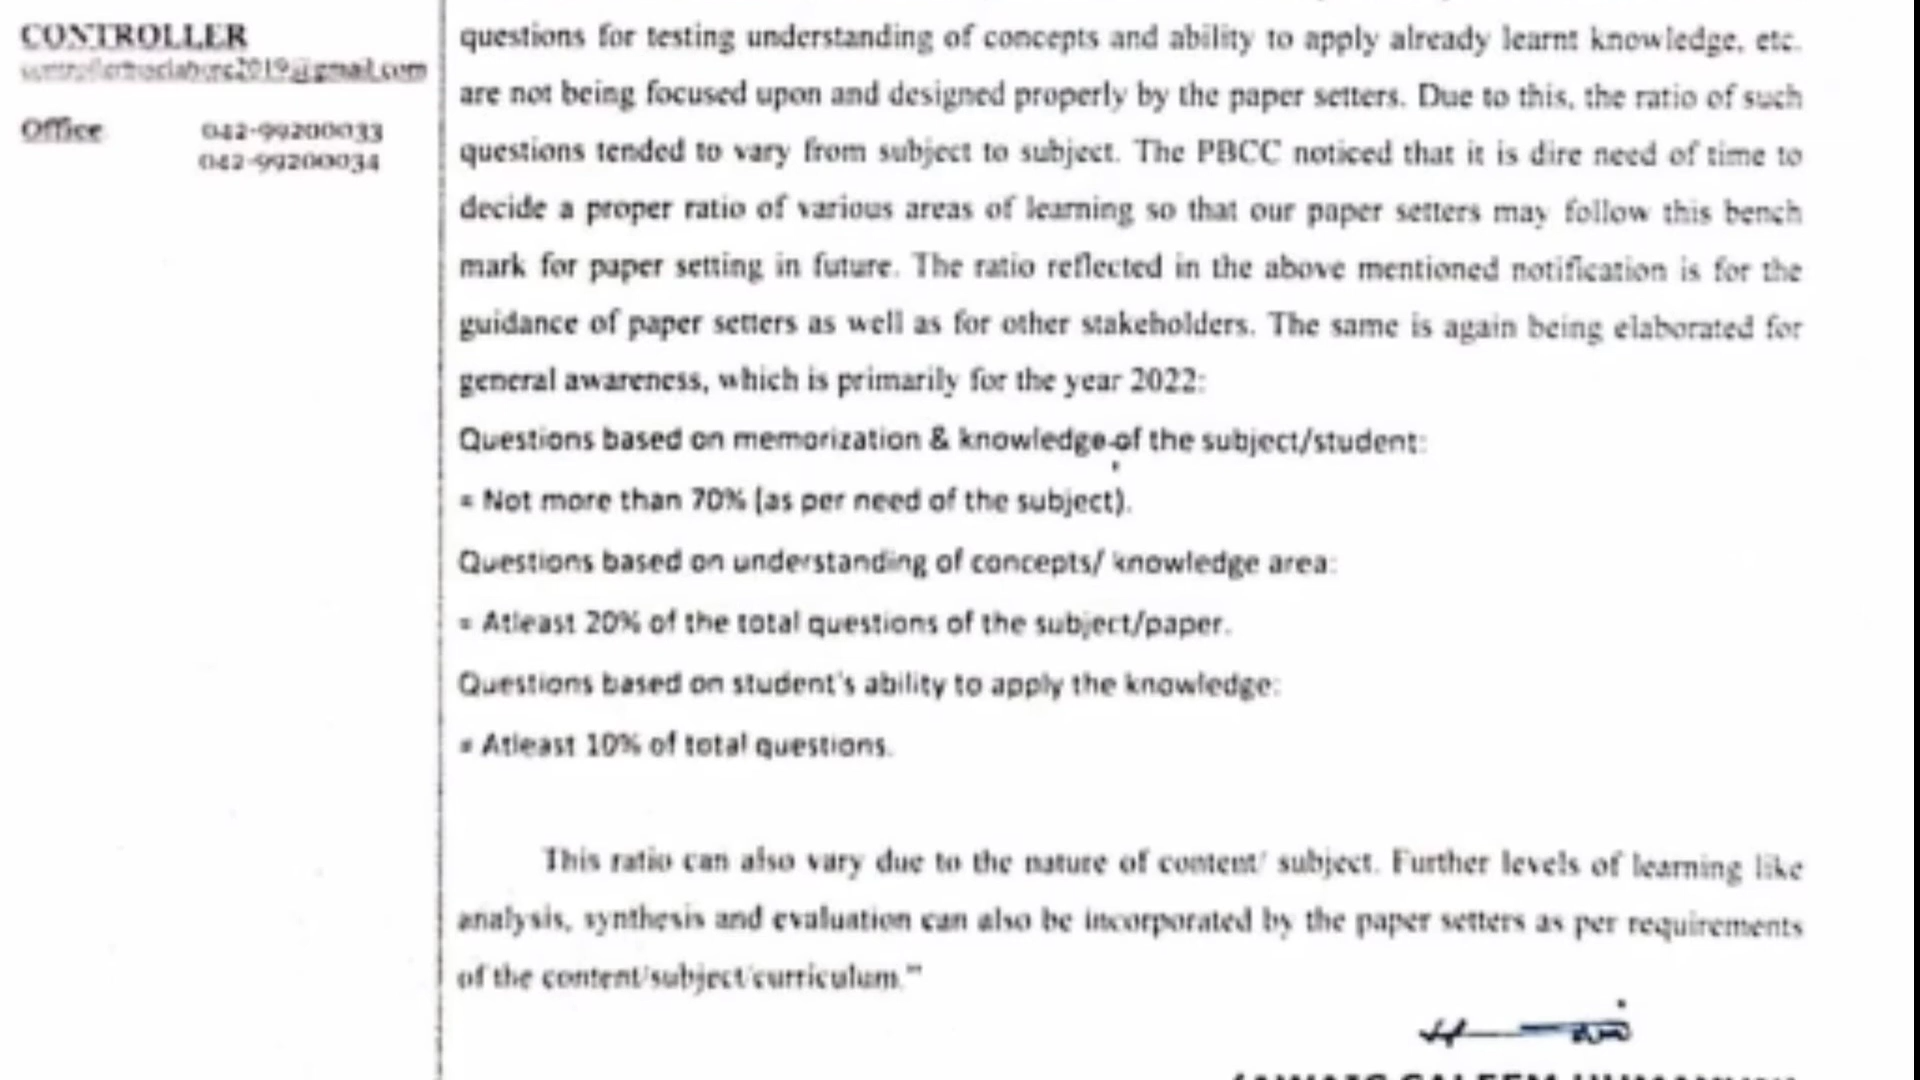 CONTROLLER
controllerbiselahore2019@gmail.com
Office 042-99200033
042-99200034
questions for testing understanding of concepts and ability to apply already learnt knowledge, etc.
are not being focused upon and designed properly by the paper setters. Due to this, the ratio of such
questions tended to vary from subject to subject. The PBCC noticed that it is dire need of time to
decide a proper ratio of various areas of learning so that our paper setters may follow this bench
mark for paper setting in future. The ratio reflected in the above mentioned notification is for the
guidance of paper setters as well as for other stakeholders. The same is again being elaborated for
general awareness, which is primarily for the year 2022:
Questions based on memorization & knowledge of the subject/student:
= Not more than 70% (as per need of the subject).
Questions based on understanding of concepts/ knowledge area:
= Atleast 20% of the total questions of the subject/paper.
Questions based on student's ability to apply the knowledge:
= Atleast 10% of total questions.
This ratio can also vary due to the nature of content/ subject. Further levels of learning like
analysis, synthesis and evaluation can also be incorporated by the paper setters as per requirements
of the content/subject/curriculum."